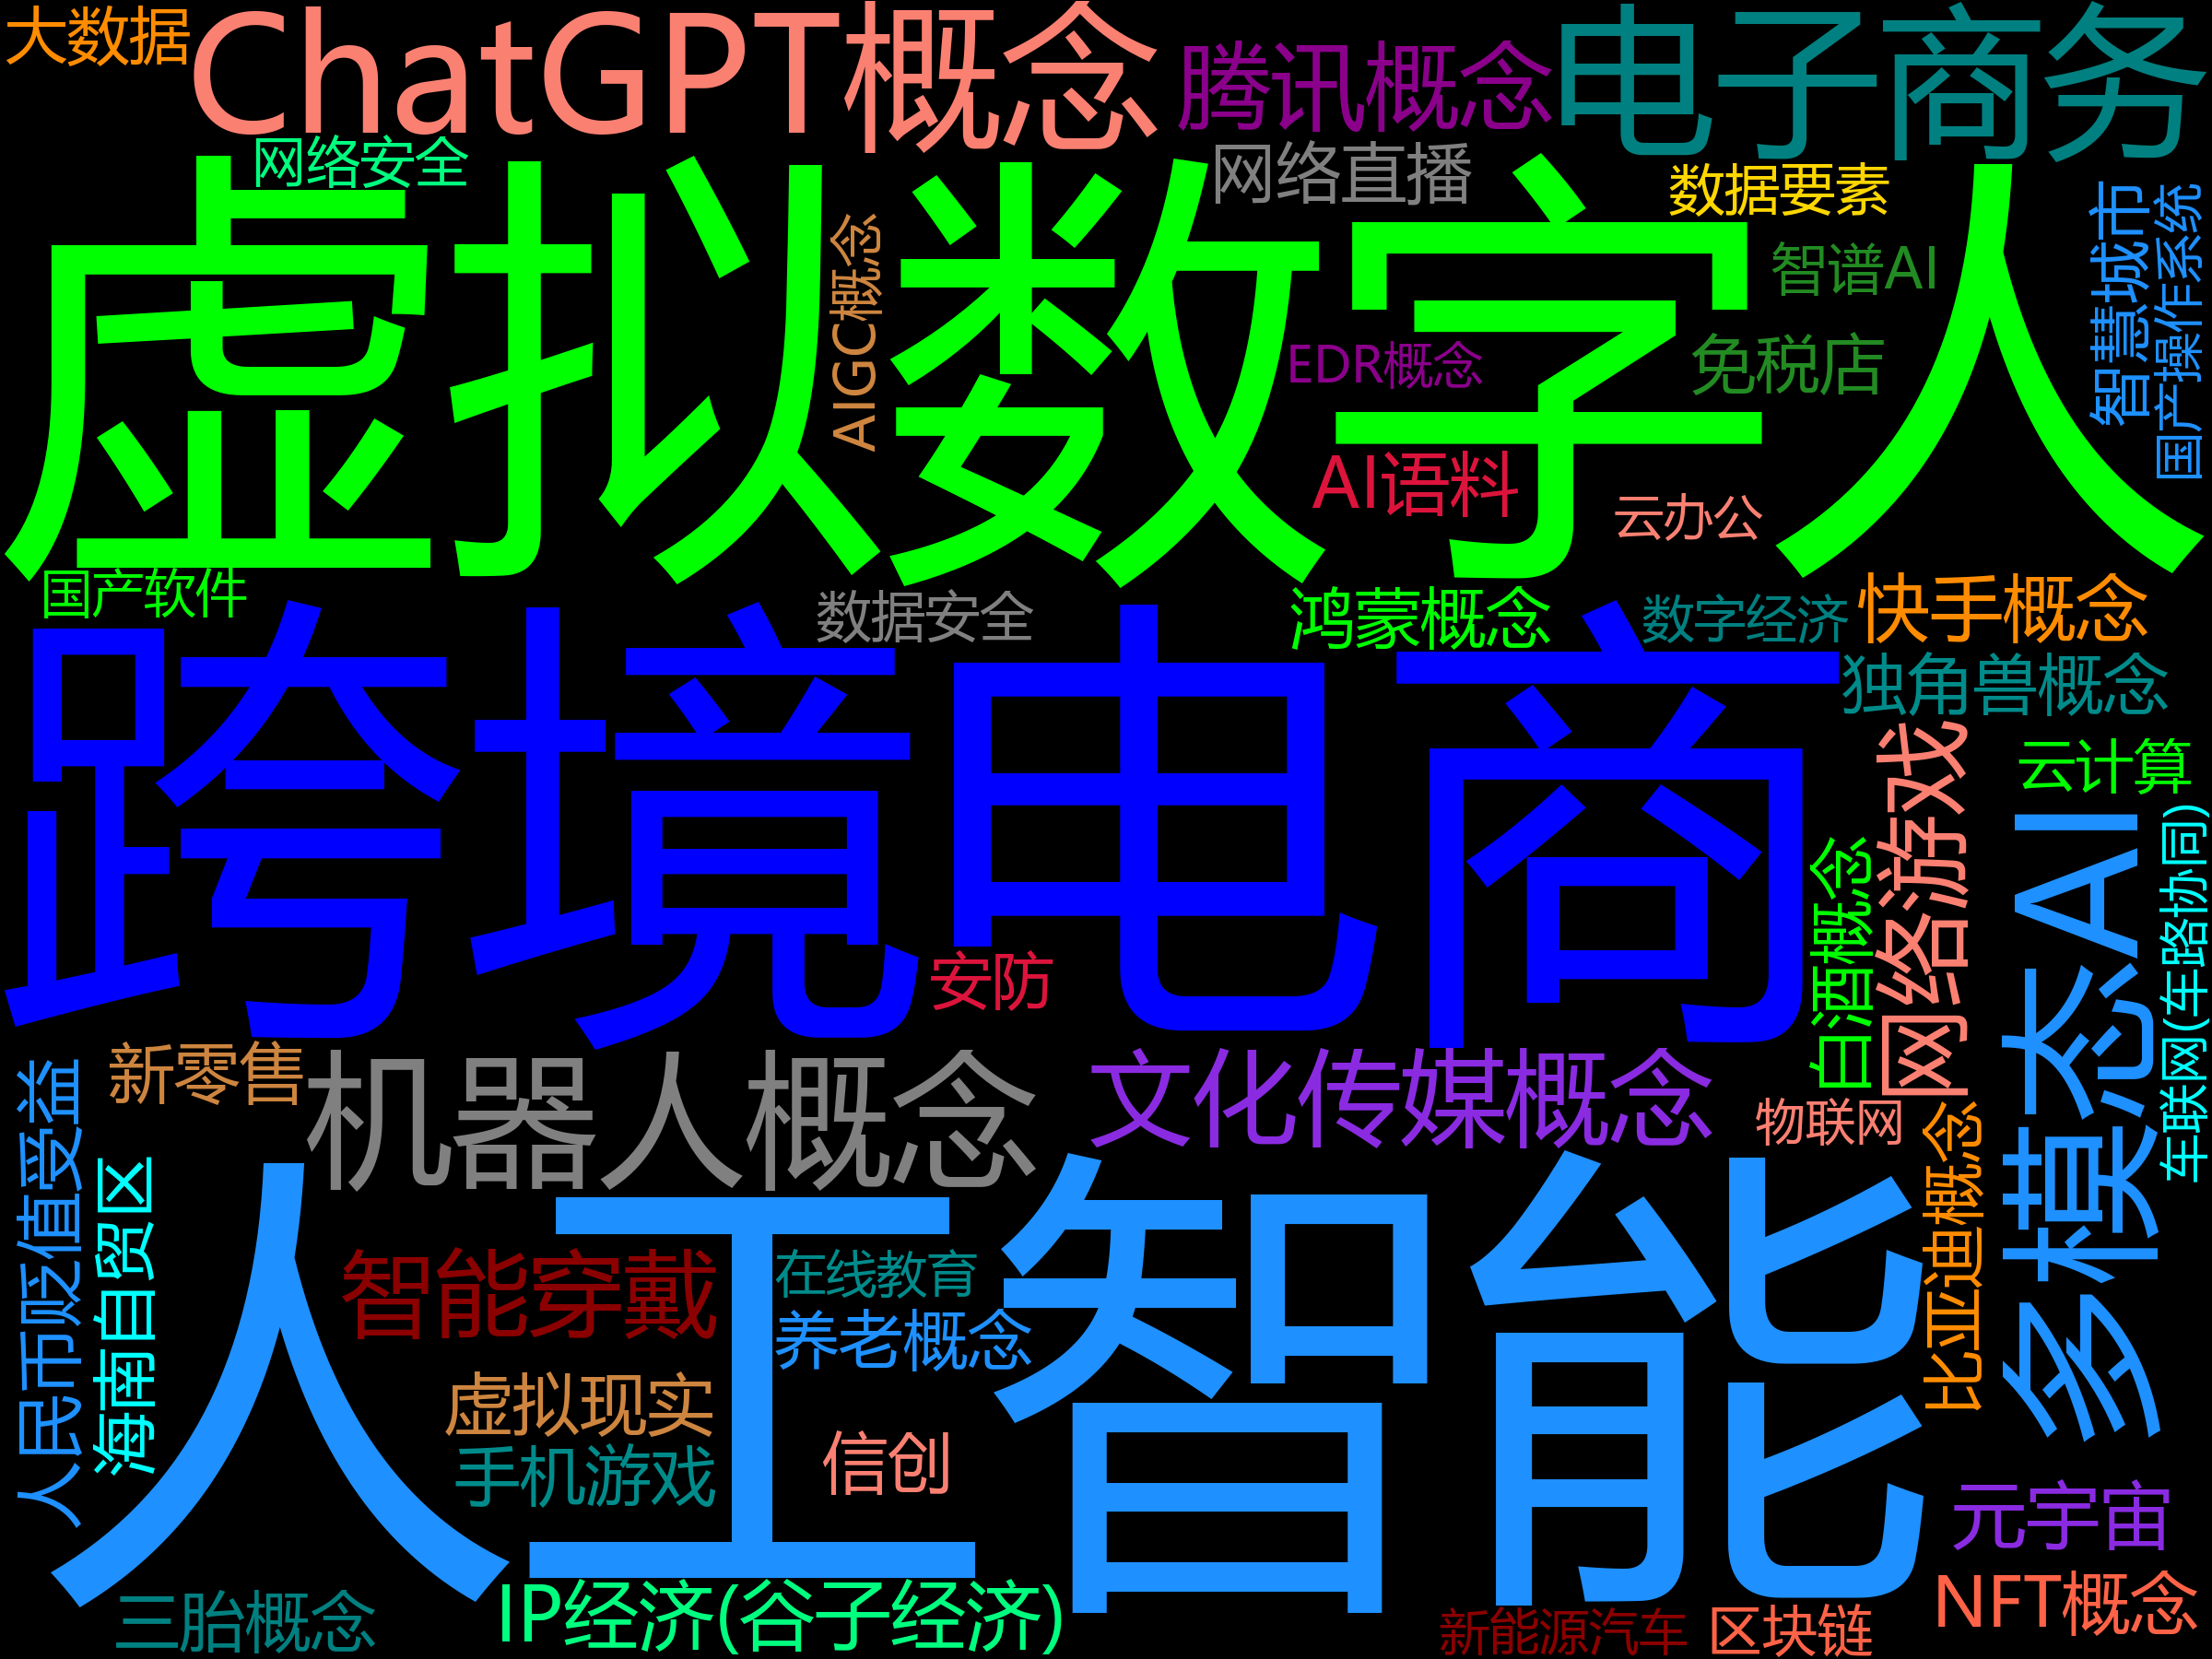 大数据
ChatGPT概念
腾讯概念
电子商务
网络安全
网络直播
数据要素
智慧城市
国产操作系统
虚拟数字人
AIGC概念
智谱AI
EDR概念
免税店
AI语料
云办公
国产软件
数据安全
鸿蒙概念
数字经济
快手概念
跨境电商
独角兽概念
网络游戏
云计算
白酒概念
多模态AI
车联网(车路协同)
安防
新零售
机器人概念
文化传媒概念
物联网
比亚迪概念
人民币贬值受益
海南自贸区
人工智能
智能穿戴
在线教育
养老概念
虚拟现实
手机游戏
信创
元宇宙
三胎概念
IP经济(谷子经济)
新能源汽车
区块链
NFT概念